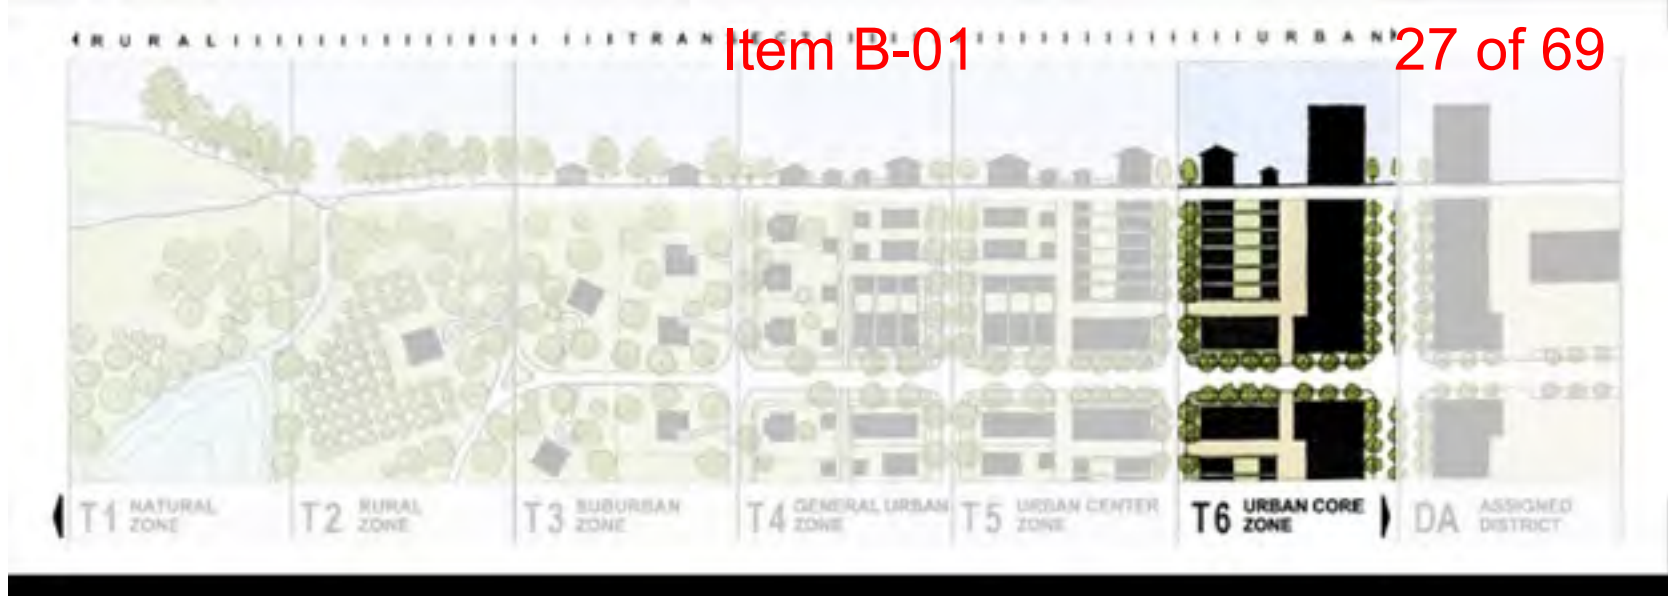 RURAL TRANSECT URBAN
Item B-01
27 of 69
T1 NATURAL ZONE
T2 RURAL ZONE
T3 SUBURBAN ZONE
T4 GENERAL URBAN ZONE
T5 URBAN CENTER ZONE
T6 URBAN CORE ZONE
DA ASSIGNED DISTRICT